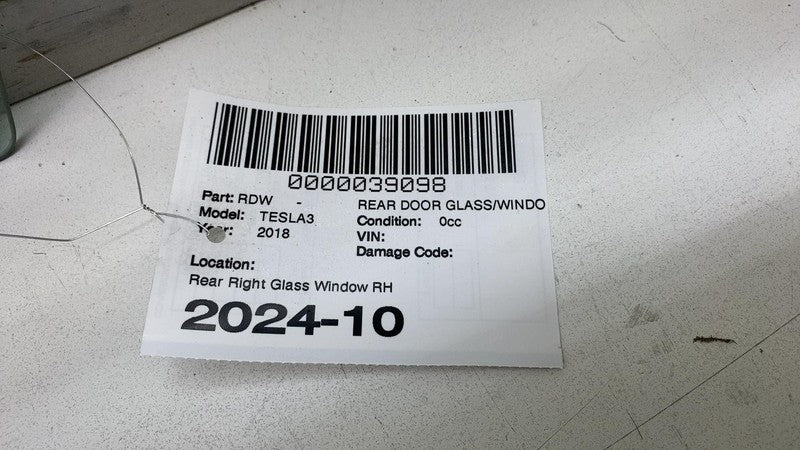 0000039098
Part: RDW - REAR DOOR GLASS/WINDO
Model: TESLA3 Condition: 0cc
Year: 2018 VIN:
Damage Code:
Location:
Rear Right Glass Window RH
2024-10